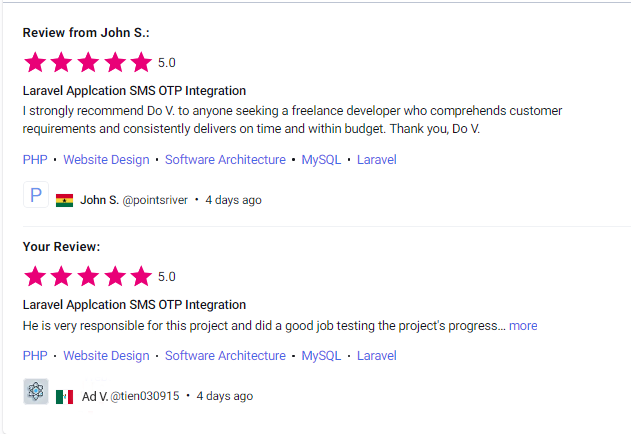 Review from John S.:
5.0
Laravel Applcation SMS OTP Integration
I strongly recommend Do V. to anyone seeking a freelance developer who comprehends customer
requirements and consistently delivers on time and within budget. Thank you, Do V.
PHP • Website Design • Software Architecture • MySQL • Laravel
P John S. @pointsriver • 4 days ago
Your Review:
5.0
Laravel Applcation SMS OTP Integration
He is very responsible for this project and did a good job testing the project's progress... more
PHP • Website Design • Software Architecture • MySQL • Laravel
Ad V. @tien030915 • 4 days ago